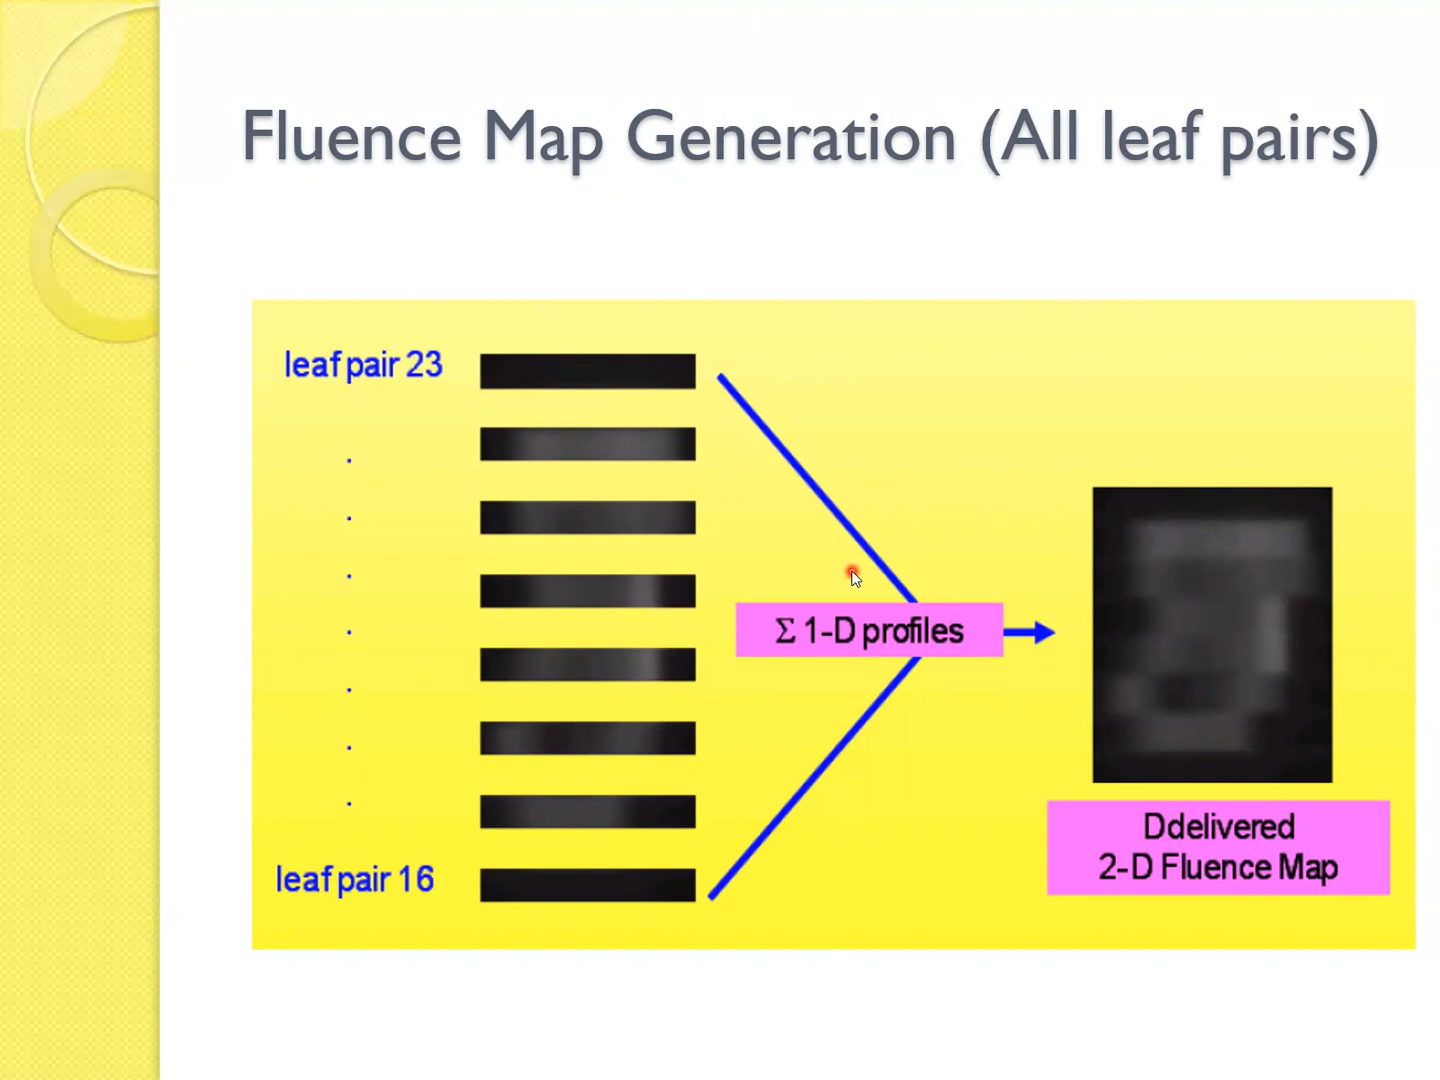 Fluence Map Generation (All leaf pairs)
leaf pair 23
Σ 1-D profiles
Ddelivered
2-D Fluence Map
leaf pair 16